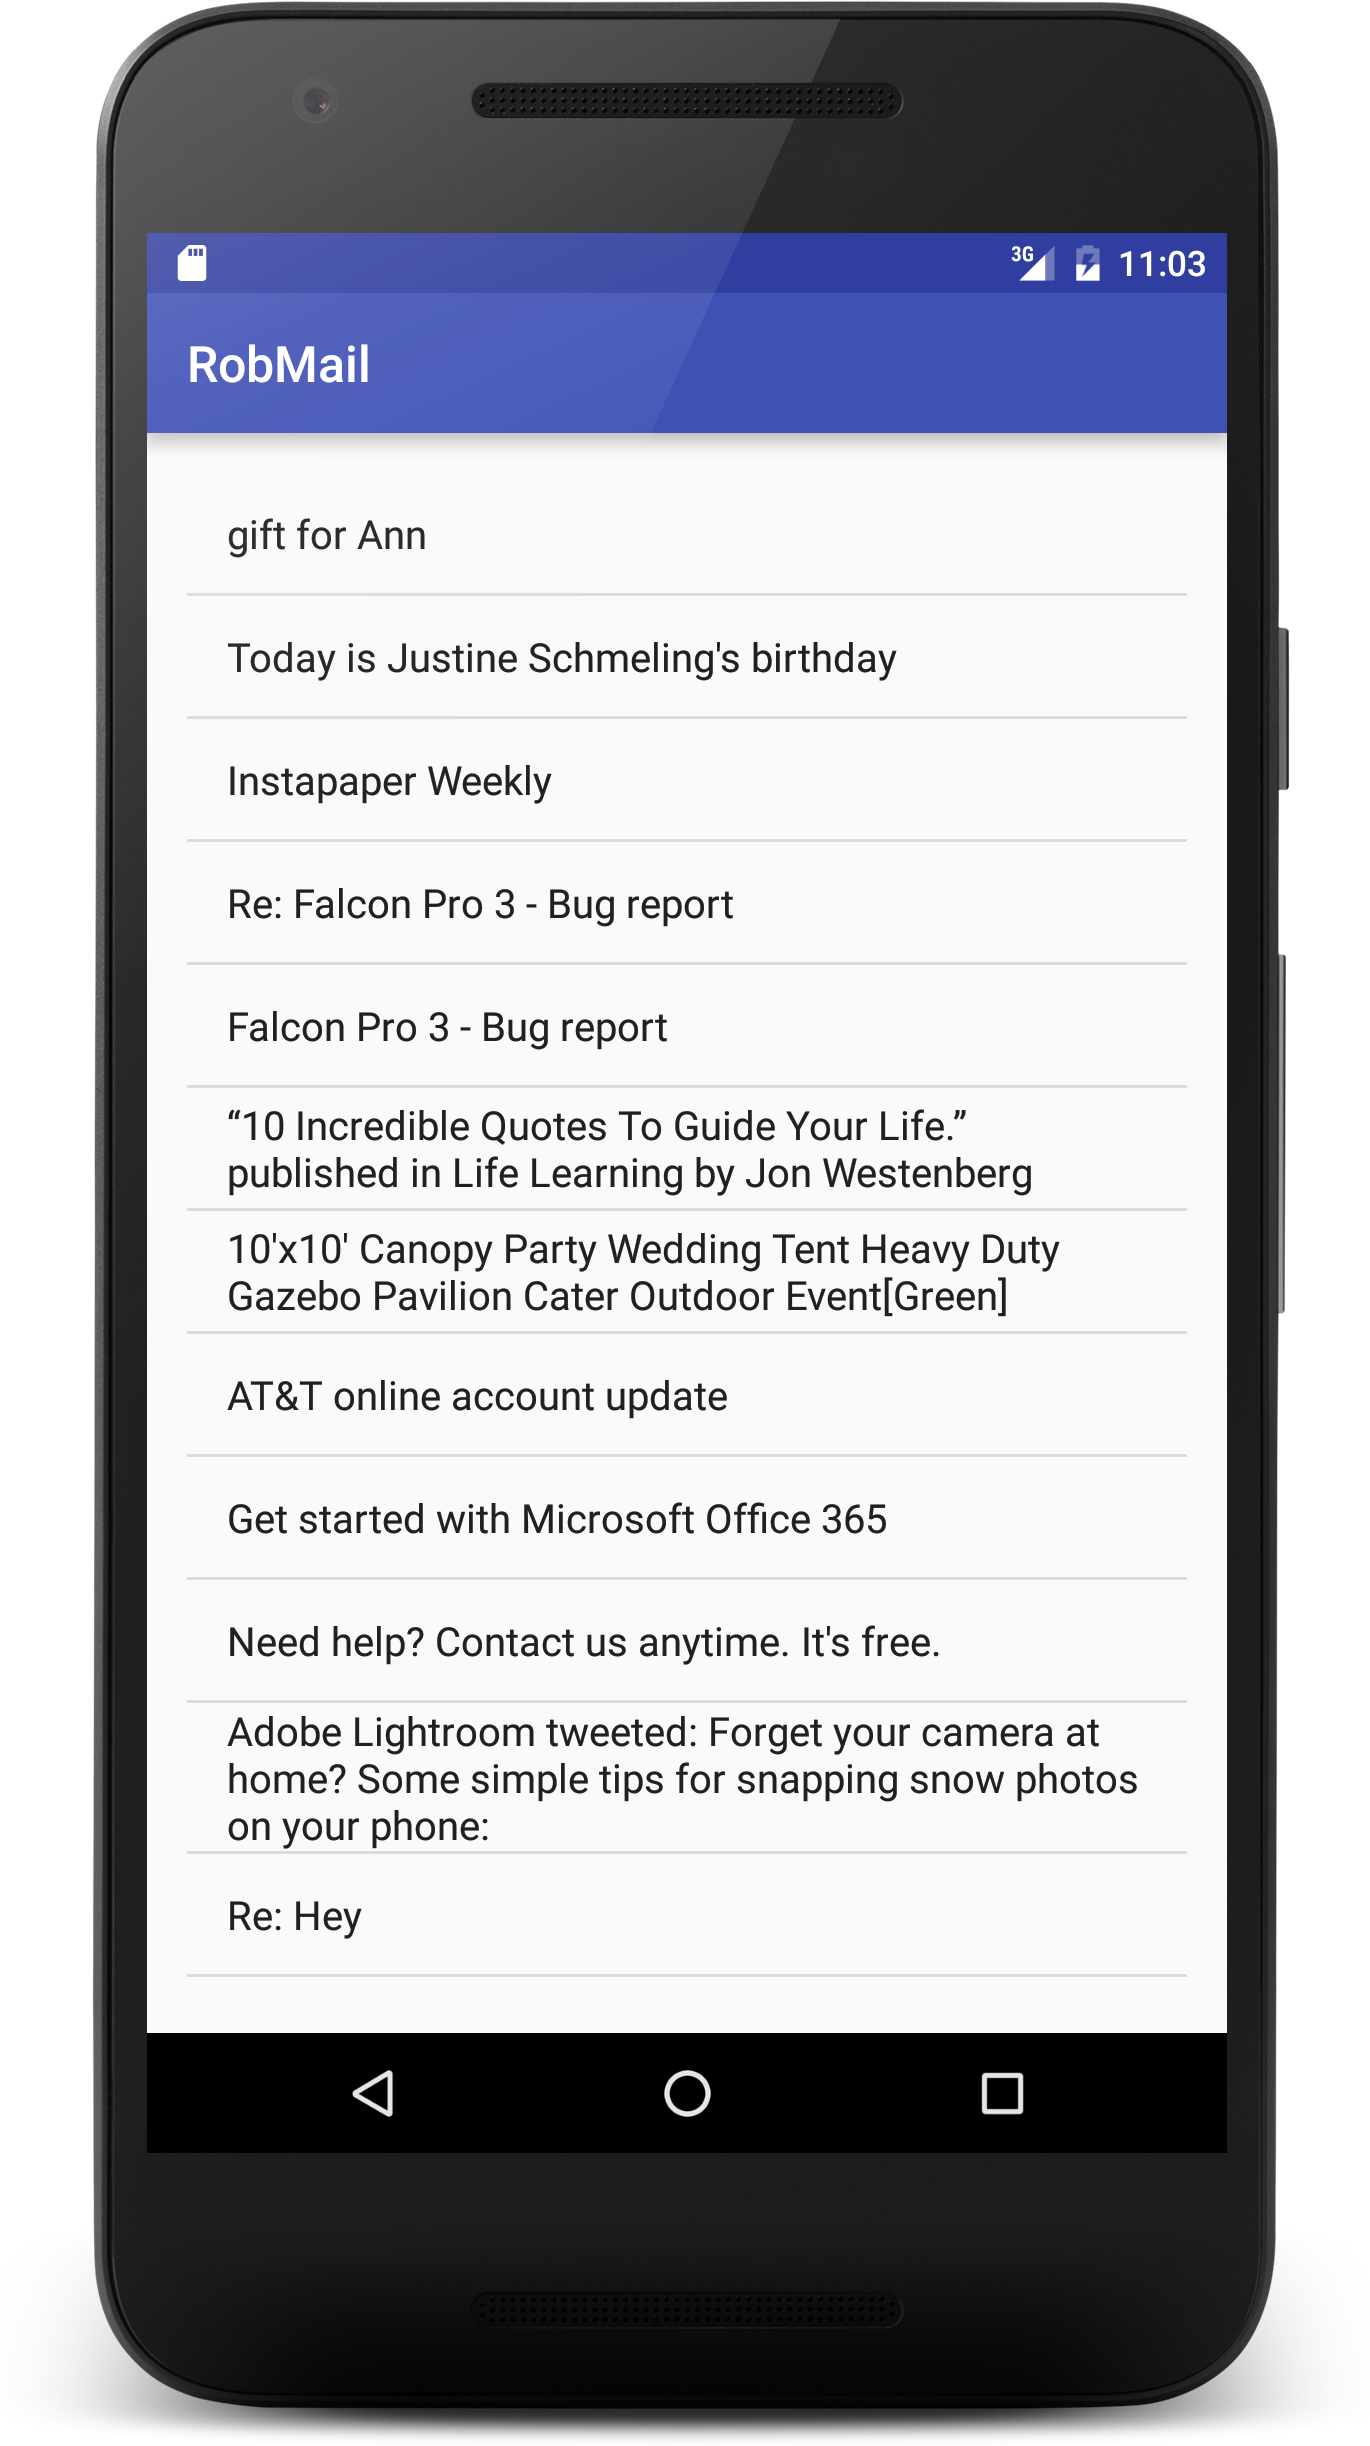 3G 11:03
RobMail
gift for Ann
Today is Justine Schmeling's birthday
Instapaper Weekly
Re: Falcon Pro 3 - Bug report
Falcon Pro 3 - Bug report
“10 Incredible Quotes To Guide Your Life.”
published in Life Learning by Jon Westenberg
10'x10' Canopy Party Wedding Tent Heavy Duty
Gazebo Pavilion Cater Outdoor Event[Green]
AT&T online account update
Get started with Microsoft Office 365
Need help? Contact us anytime. It's free.
Adobe Lightroom tweeted: Forget your camera at
home? Some simple tips for snapping snow photos
on your phone:
Re: Hey